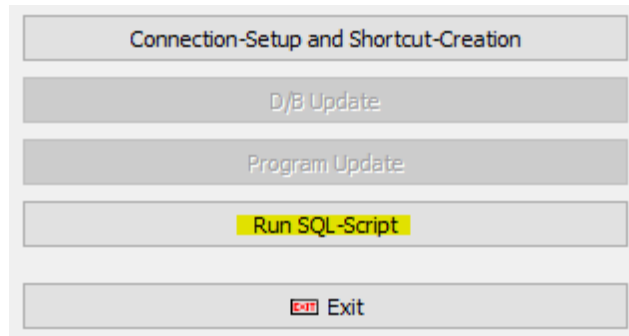 Connection-Setup and Shortcut-Creation
D/B Update
Program Update
Run SQL-Script
EXIT Exit